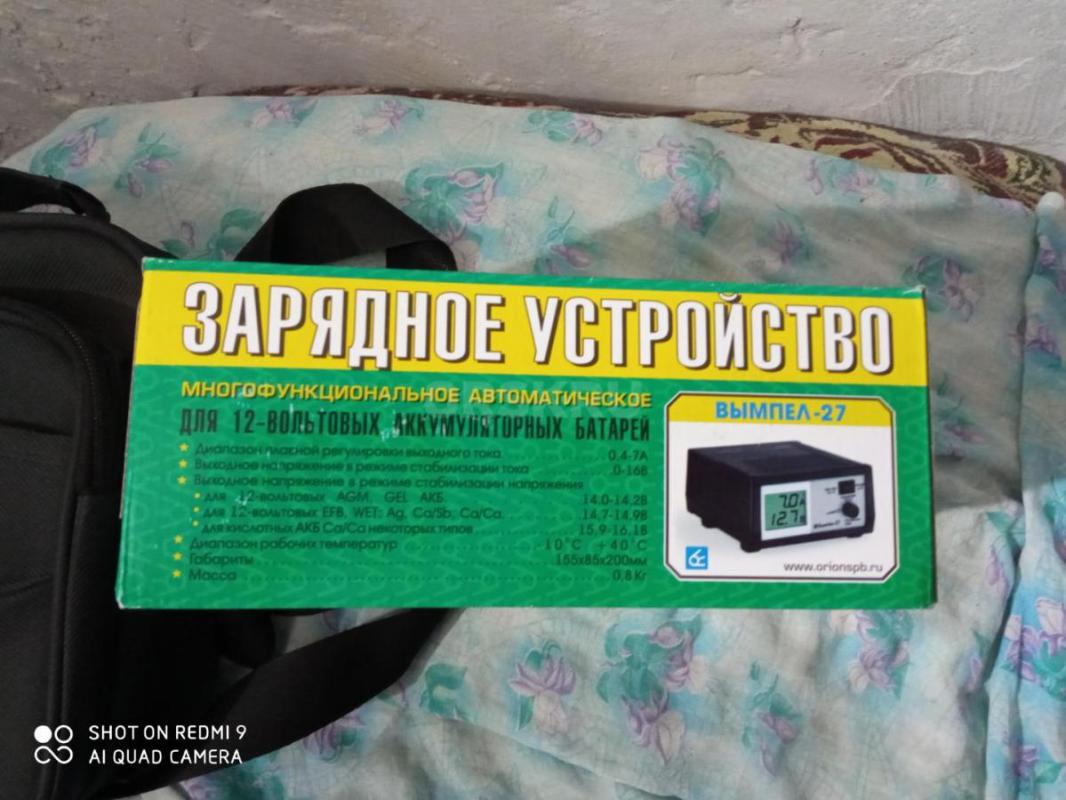 ЗАРЯДНОЕ УСТРОЙСТВО
МНОГОФУНКЦИОНАЛЬНОЕ АВТОМАТИЧЕСКОЕ
ДЛЯ 12-ВОЛЬТОВЫХ АККУМУЛЯТОРНЫХ БАТАРЕЙ
Диапазон плавной регулировки выходного тока 0,4-7А
Выходное напряжение в режиме стабилизации тока 0-16В
Выходное напряжение в режиме стабилизации напряжения
для 12-вольтовых AGM, GEL АКБ 14.0-14.2В
для 12-вольтовых EFB, WET: Ag, Ca/Sb, Ca/Ca 14.7-14.9В
для кислотных АКБ Ca/Ca некоторых типов 15.9-16.1В
Диапазон рабочих температур -10°С +40°С
Габариты 155х85х200мм
Масса 0,8 Кг
ВЫМПЕЛ-27
7.0A
12.7
www.orionspb.ru
SHOT ON REDMI 9
AI QUAD CAMERA